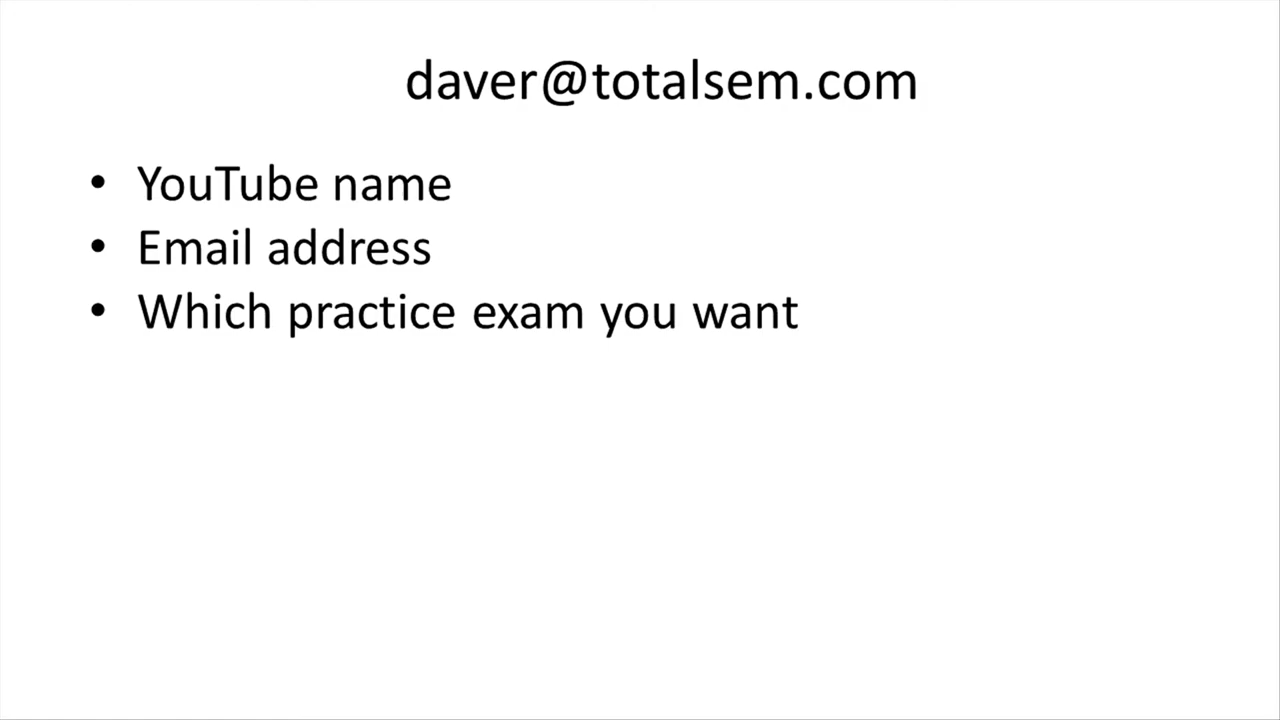 daver@totalsem.com
• YouTube name
• Email address
• Which practice exam you want